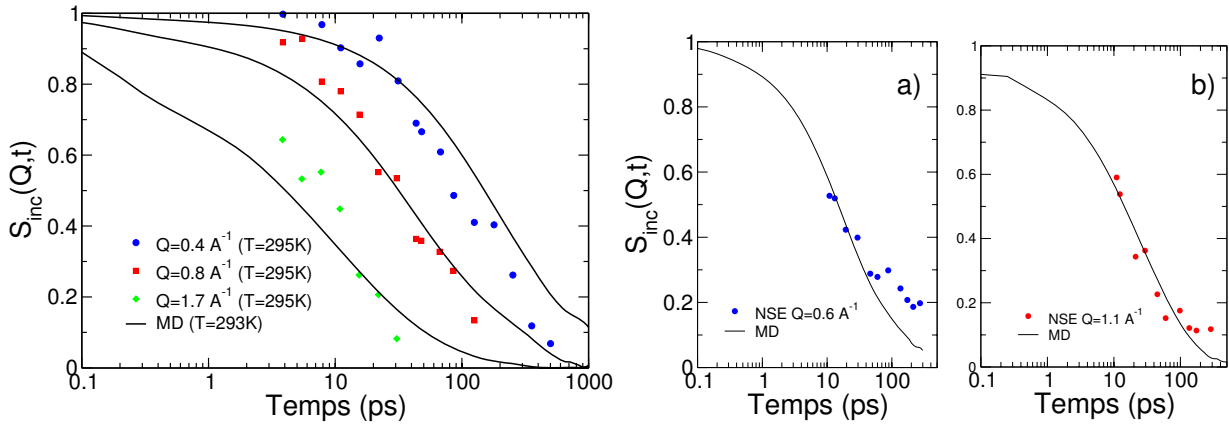 S_inc(Q,t)
1
0.8
0.6
0.4
0.2
0
0.1
1
10
100
1000
Temps (ps)
Q=0.4 A⁻¹ (T=295K)
Q=0.8 A⁻¹ (T=295K)
Q=1.7 A⁻¹ (T=295K)
MD (T=293K)
S_inc(Q,t)
a)
1
0.8
0.6
0.4
0.2
0
0.1
1
10
100
Temps (ps)
NSE Q=0.6 A⁻¹
MD
b)
1
0.8
0.6
0.4
0.2
0
0.1
1
10
100
Temps (ps)
NSE Q=1.1 A⁻¹
MD